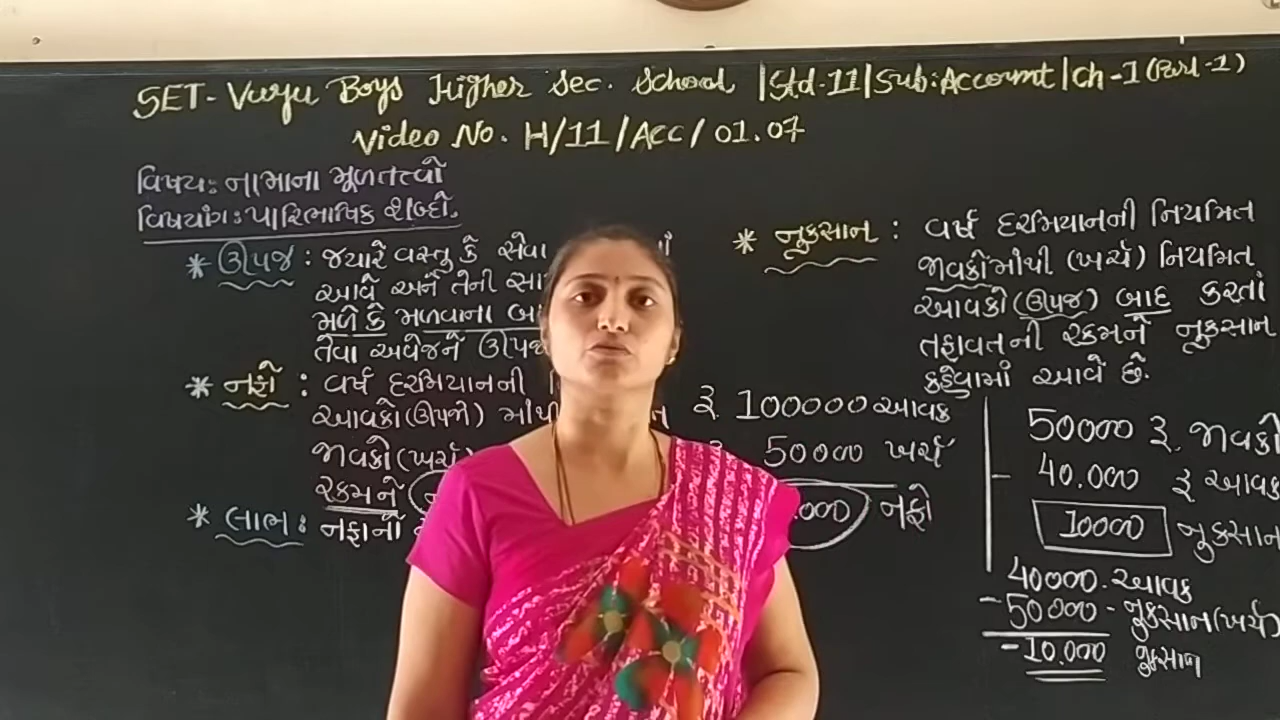 SET- Vurju Boys Higher Sec. School | Std-11 | Sub: Account | Ch-1 (Part-1)
Video No. H/11/Acc/01.07
વિષય: નામાના મૂળતત્ત્વો
વિષયાંગ: પારિભાષિક શબ્દો.
* ઊપજ : જ્યારે વસ્તુ કે સેવા
આવે અને તેની સા
મળે કે મળવાના બા
તેવા અવેજને ઊપજ
* નફો : વર્ષ દરમિયાનની નિ
આવકો (ઊપજો) માંથી
જાવકો (ખર્ચ)
રકમને
* લાભ : નફાનો
રૂ. 100000 આવક
50000 ખર્ચ
નફો
* નુકસાન : વર્ષ દરમિયાનની નિયમિત
જાવકોમાંથી (ખર્ચ) નિયમિત
આવકો (ઊપજ) બાદ કરતાં
તફાવતની રકમને નુકસાન
કહેવામાં આવે છે.
50000 રૂ. જાવકો
- 40.000 રૂ આવક
10000 નુકસાન
40000 - આવક
- 50000 - નુકસાન (ખર્ચ)
- 10.000 નુકસાન